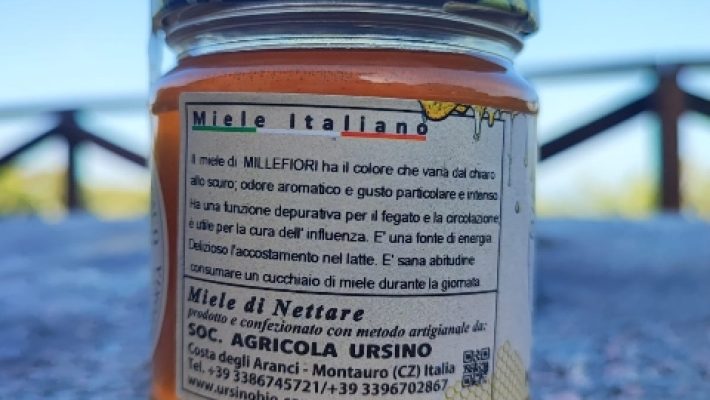 Miele Italiano
Il miele di MILLEFIORI ha il colore che varia dal chiaro
allo scuro; odore aromatico e gusto particolare e intenso
Ha una funzione depurativa per il fegato e la circolazione
è utile per la cura dell' influenza. E' una fonte di energia
Delizioso l'accostamento nel latte. E' sana abitudine
consumare un cucchiaio di miele durante la giornata
Miele di Nettare
prodotto e confezionato con metodo artigianale da:
SOC. AGRICOLA URSINO
Costa degli Aranci - Montauro (CZ) Italia
Tel. +39 3386745721/+39 3396702867